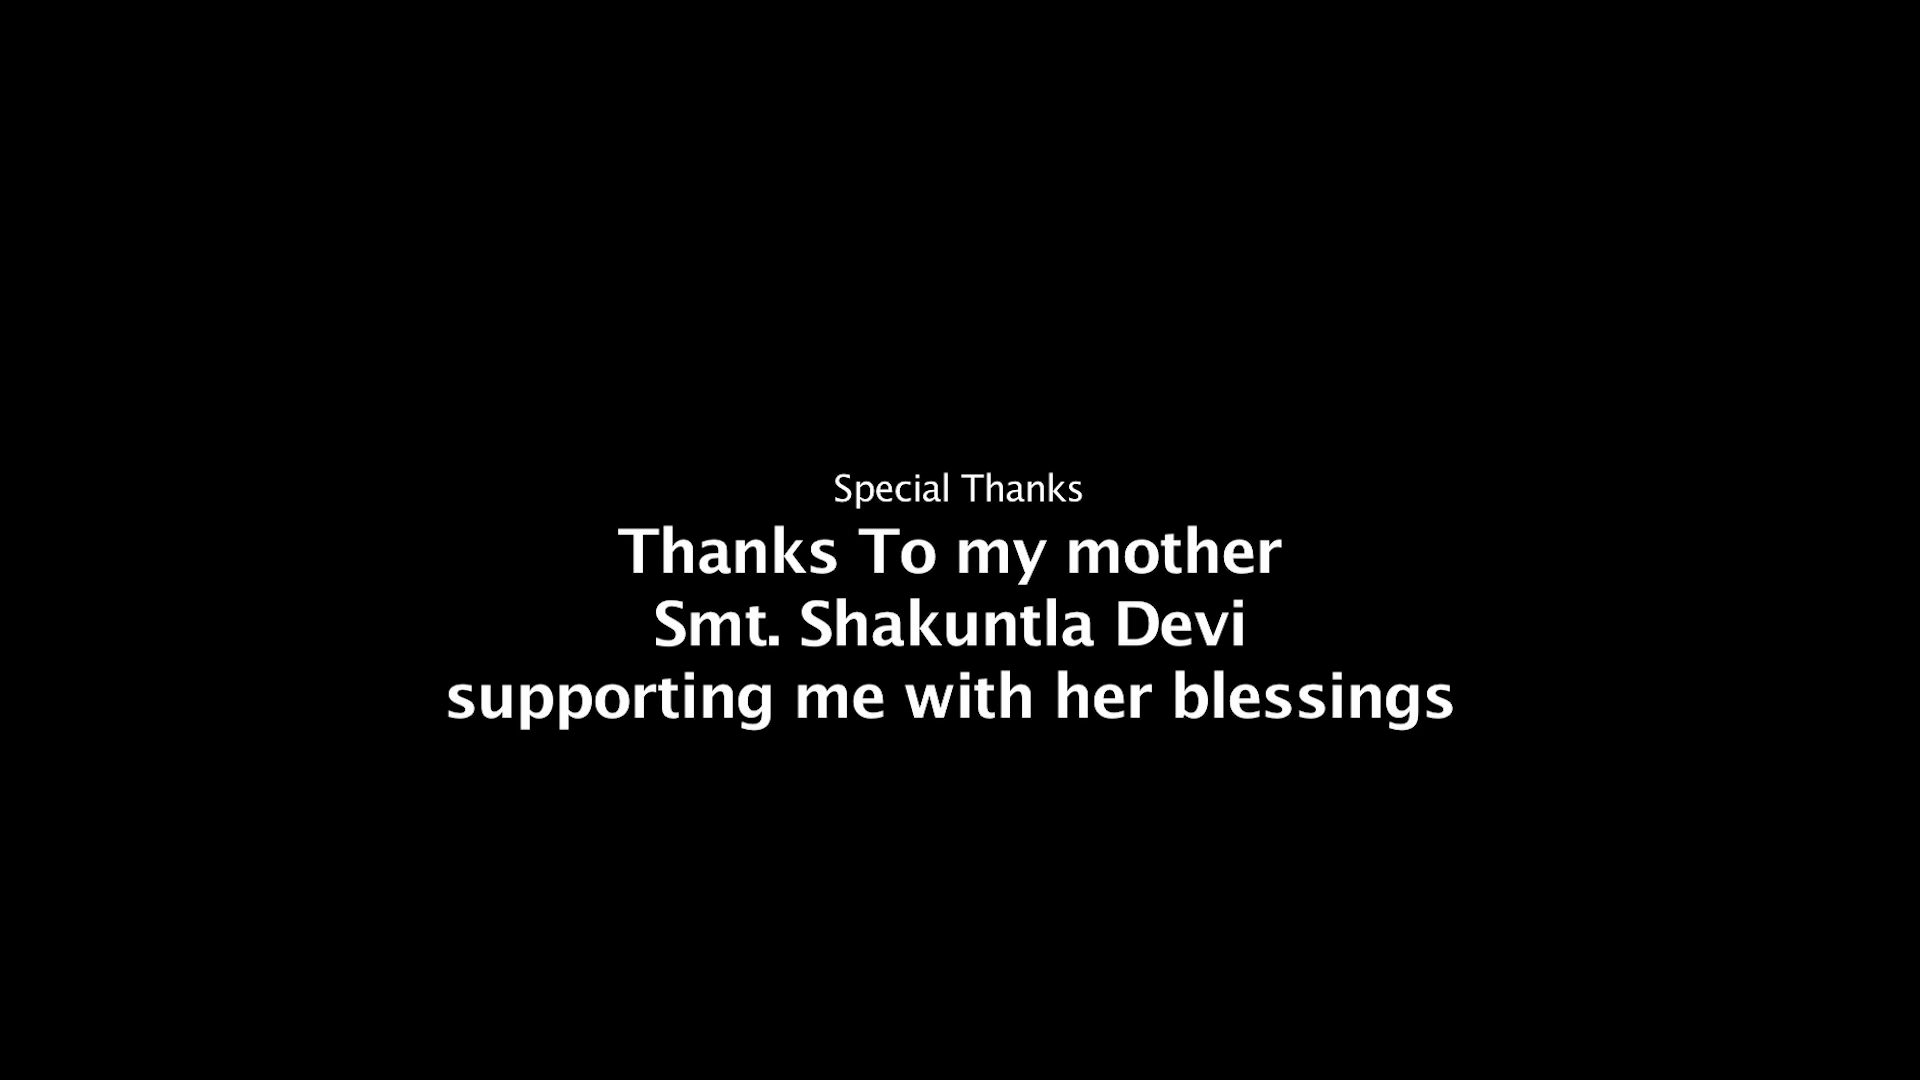 Special Thanks
Thanks To my mother
Smt. Shakuntla Devi
supporting me with her blessings